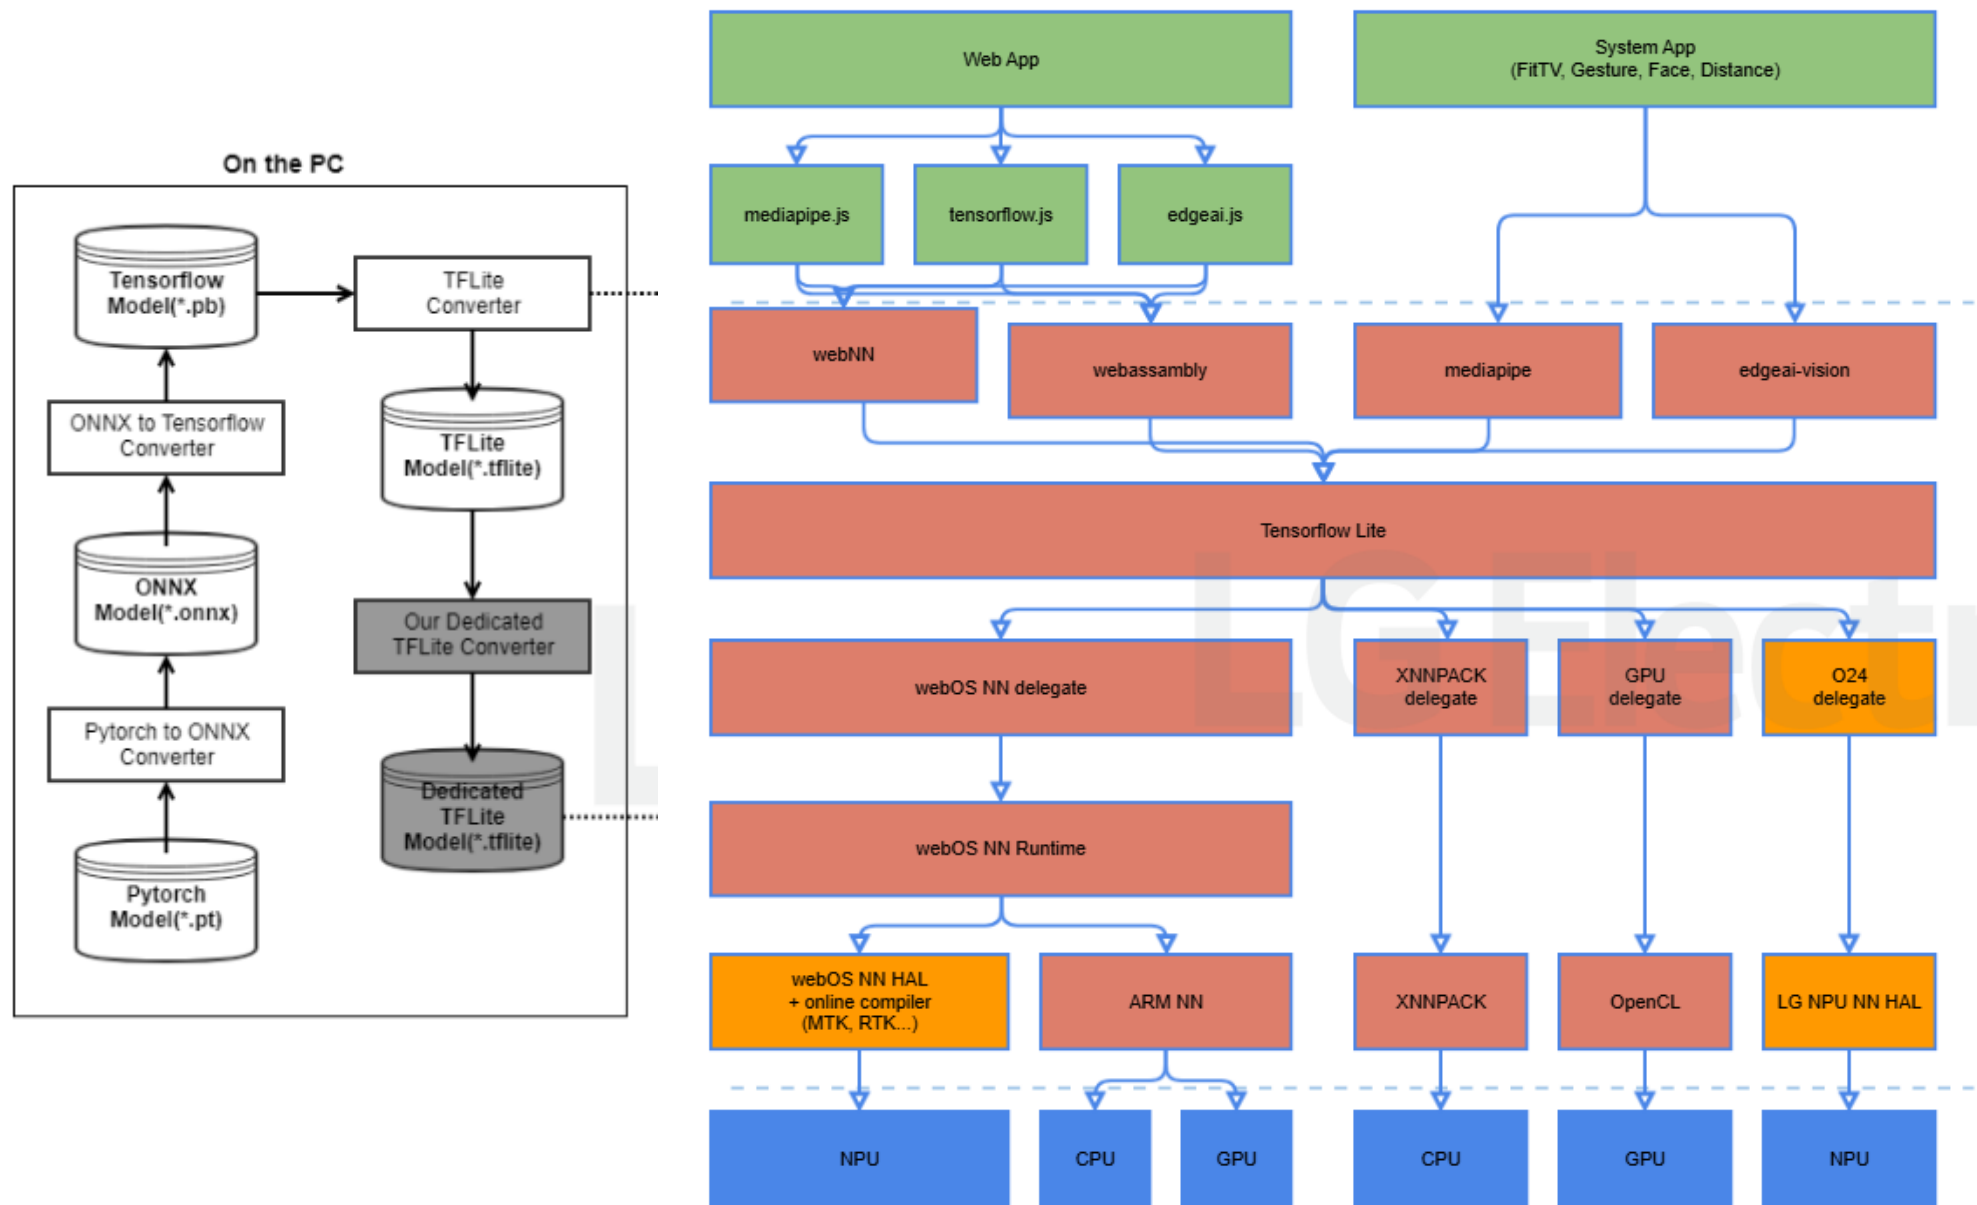 On the PC
Tensorflow
Model(*.pb)
TFLite
Converter
ONNX to Tensorflow
Converter
TFLite
Model(*.tflite)
ONNX
Model(*.onnx)
Our Dedicated
TFLite Converter
Pytorch to ONNX
Converter
Dedicated
TFLite
Model(*.tflite)
Pytorch
Model(*.pt)
Web App
System App
(FitTV, Gesture, Face, Distance)
mediapipe.js
tensorflow.js
edgeai.js
webNN
webassambly
mediapipe
edgeai-vision
Tensorflow Lite
LG Electr
webOS NN delegate
XNNPACK
delegate
GPU
delegate
O24
delegate
webOS NN Runtime
webOS NN HAL
+ online compiler
(MTK, RTK...)
ARM NN
XNNPACK
OpenCL
LG NPU NN HAL
NPU
CPU
GPU
CPU
GPU
NPU